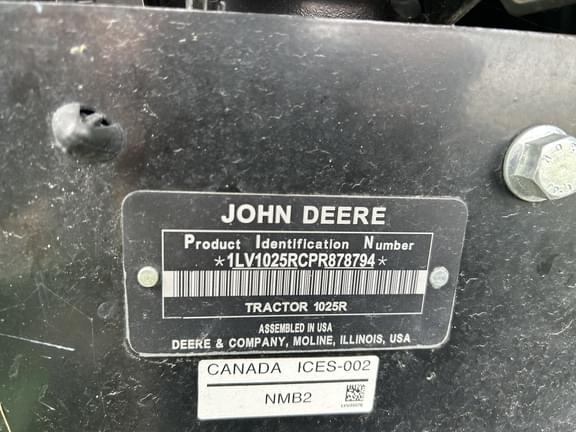 JOHN DEERE
Product Identification Number
*1LV1025RCPR878794*
TRACTOR 1025R
ASSEMBLED IN USA
DEERE & COMPANY, MOLINE, ILLINOIS, USA
CANADA ICES-002
NMB2